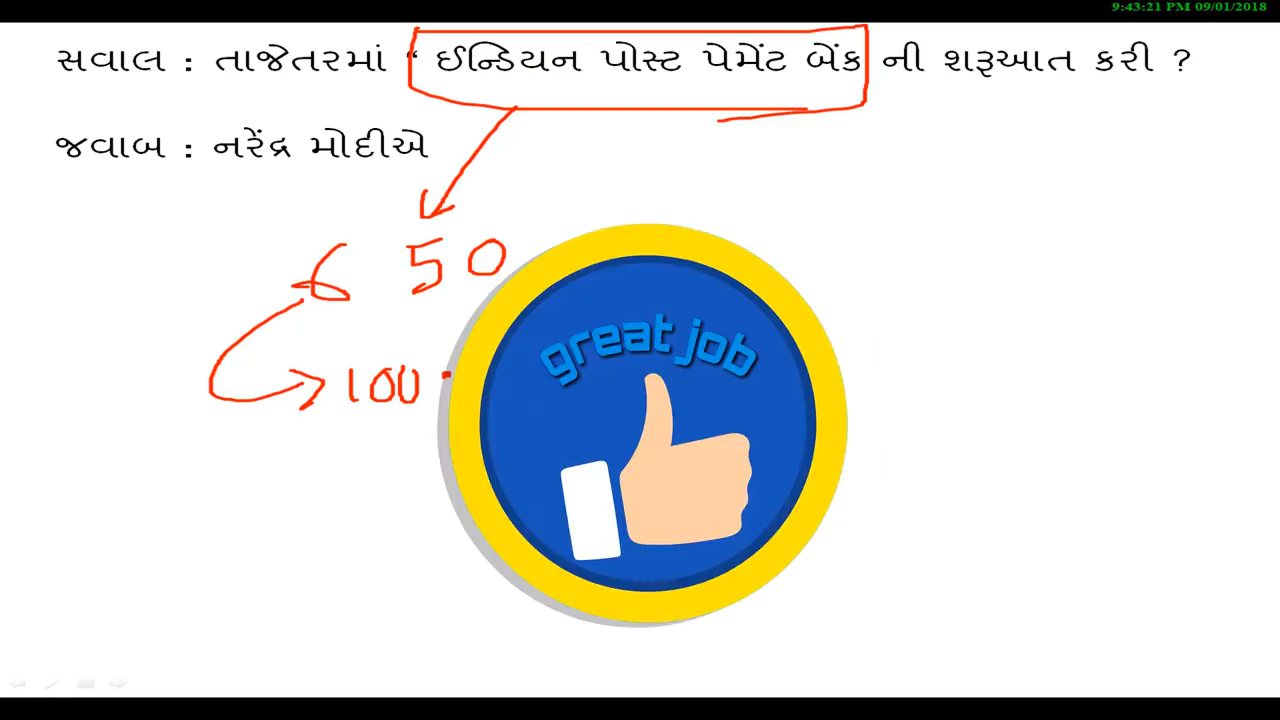 9:43:21 PM 09/01/2018
સવાલ : તાજેતરમાં “ ઈન્ડિયન પોસ્ટ પેમેંટ બેંક ની શરૂઆત કરી ?
જવાબ : નરેંદ્ર મોદીએ
650
great job
100